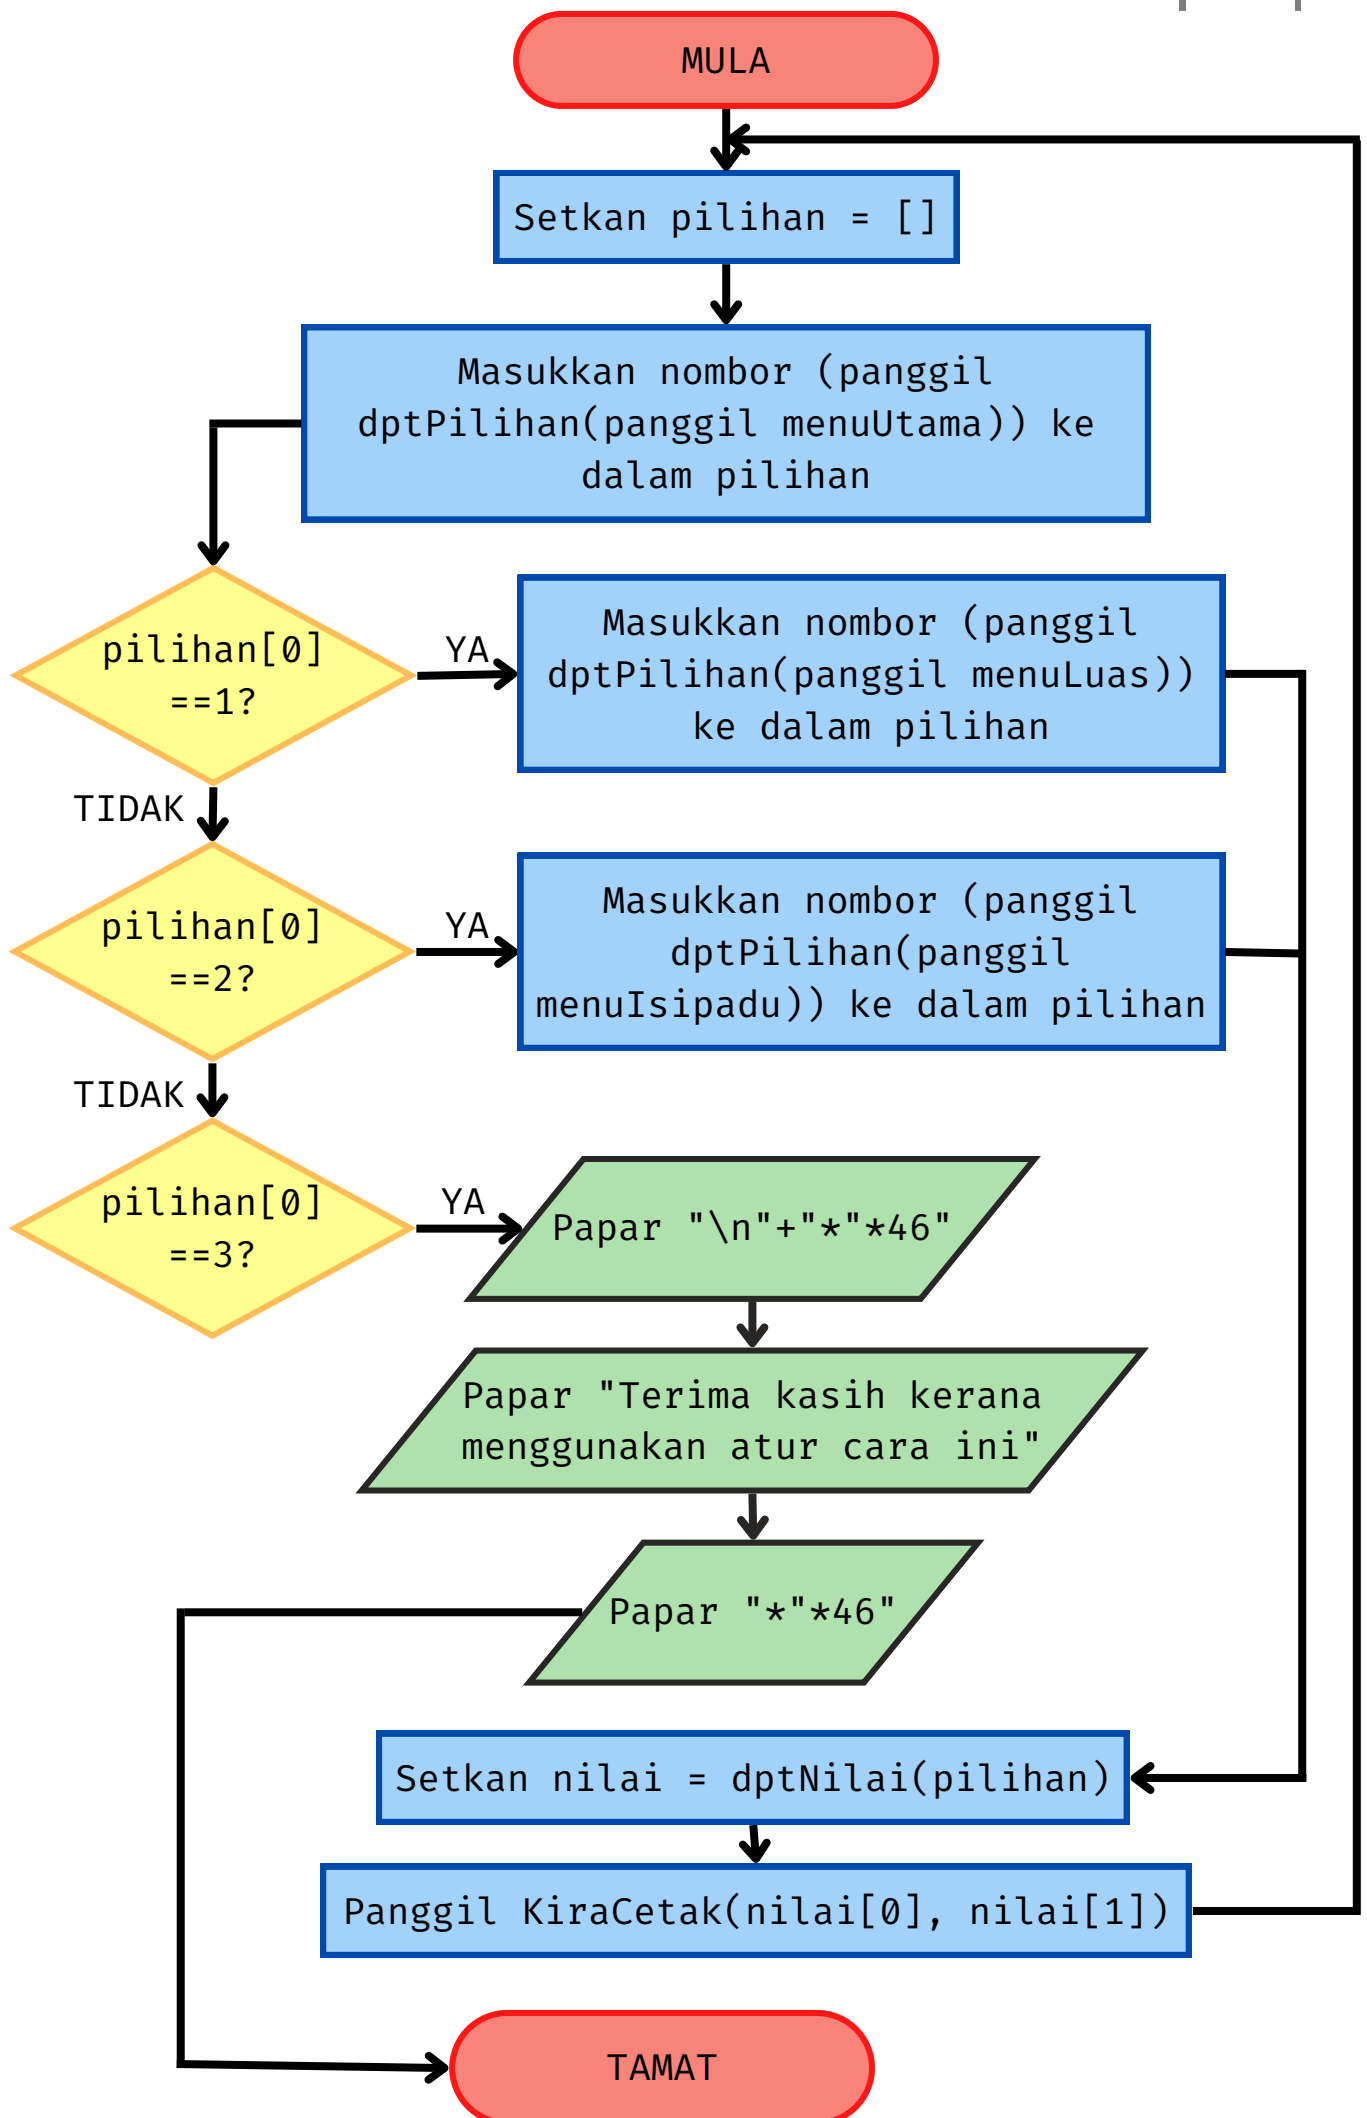 MULA
Setkan pilihan = []
Masukkan nombor (panggil
dptPilihan(panggil menuUtama)) ke
dalam pilihan
pilihan[0]
==1?
YA
Masukkan nombor (panggil
dptPilihan(panggil menuLuas))
ke dalam pilihan
TIDAK
pilihan[0]
==2?
YA
Masukkan nombor (panggil
dptPilihan(panggil
menuIsipadu)) ke dalam pilihan
TIDAK
pilihan[0]
==3?
YA
Papar "\n"+"*"*46"
Papar "Terima kasih kerana
menggunakan atur cara ini"
Papar "*"*46"
Setkan nilai = dptNilai(pilihan)
Panggil KiraCetak(nilai[0], nilai[1])
TAMAT